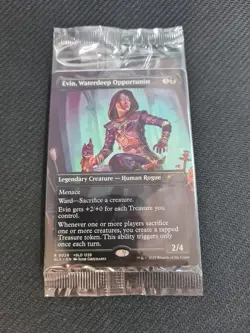 Evin, Waterdeep Opportunist
Legendary Creature — Human Rogue
Menace
Ward—Sacrifice a creature.
Evin gets +2/+0 for each Treasure you
control.
Whenever one or more players sacrifice
one or more creatures, you create a tapped
Treasure token. This ability triggers only
once each turn.
2/4